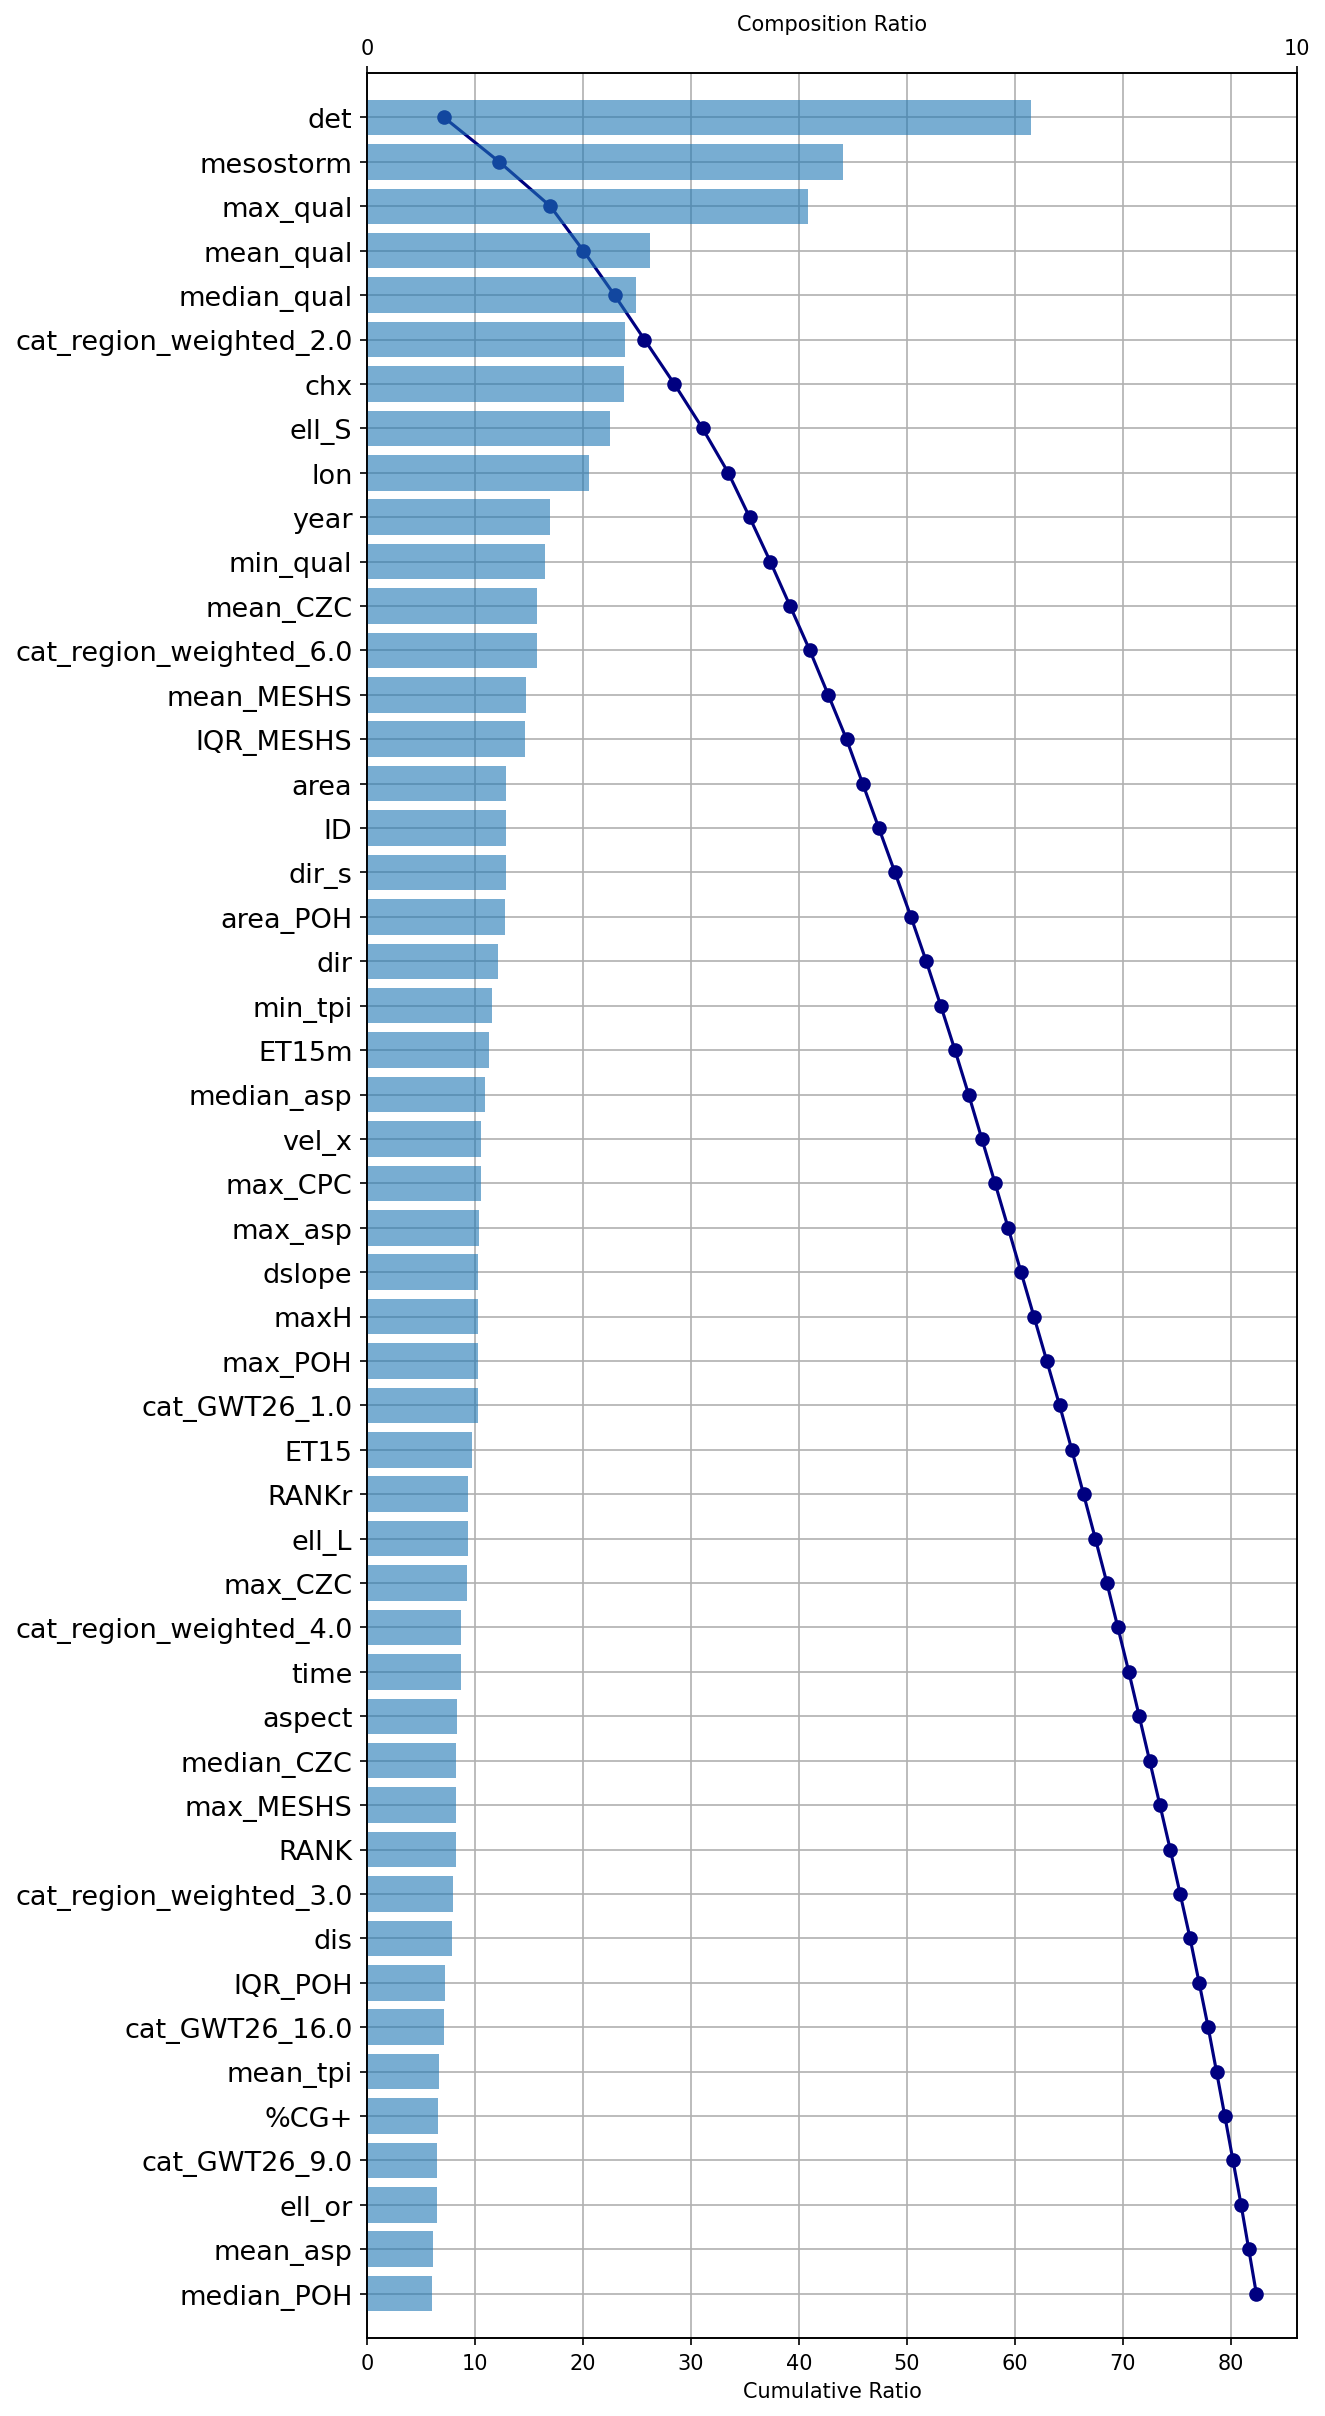 Composition Ratio
0 10
det
mesostorm
max_qual
mean_qual
median_qual
cat_region_weighted_2.0
chx
ell_S
lon
year
min_qual
mean_CZC
cat_region_weighted_6.0
mean_MESHS
IQR_MESHS
area
ID
dir_s
area_POH
dir
min_tpi
ET15m
median_asp
vel_x
max_CPC
max_asp
dslope
maxH
max_POH
cat_GWT26_1.0
ET15
RANKr
ell_L
max_CZC
cat_region_weighted_4.0
time
aspect
median_CZC
max_MESHS
RANK
cat_region_weighted_3.0
dis
IQR_POH
cat_GWT26_16.0
mean_tpi
%CG+
cat_GWT26_9.0
ell_or
mean_asp
median_POH
0 10 20 30 40 50 60 70 80
Cumulative Ratio